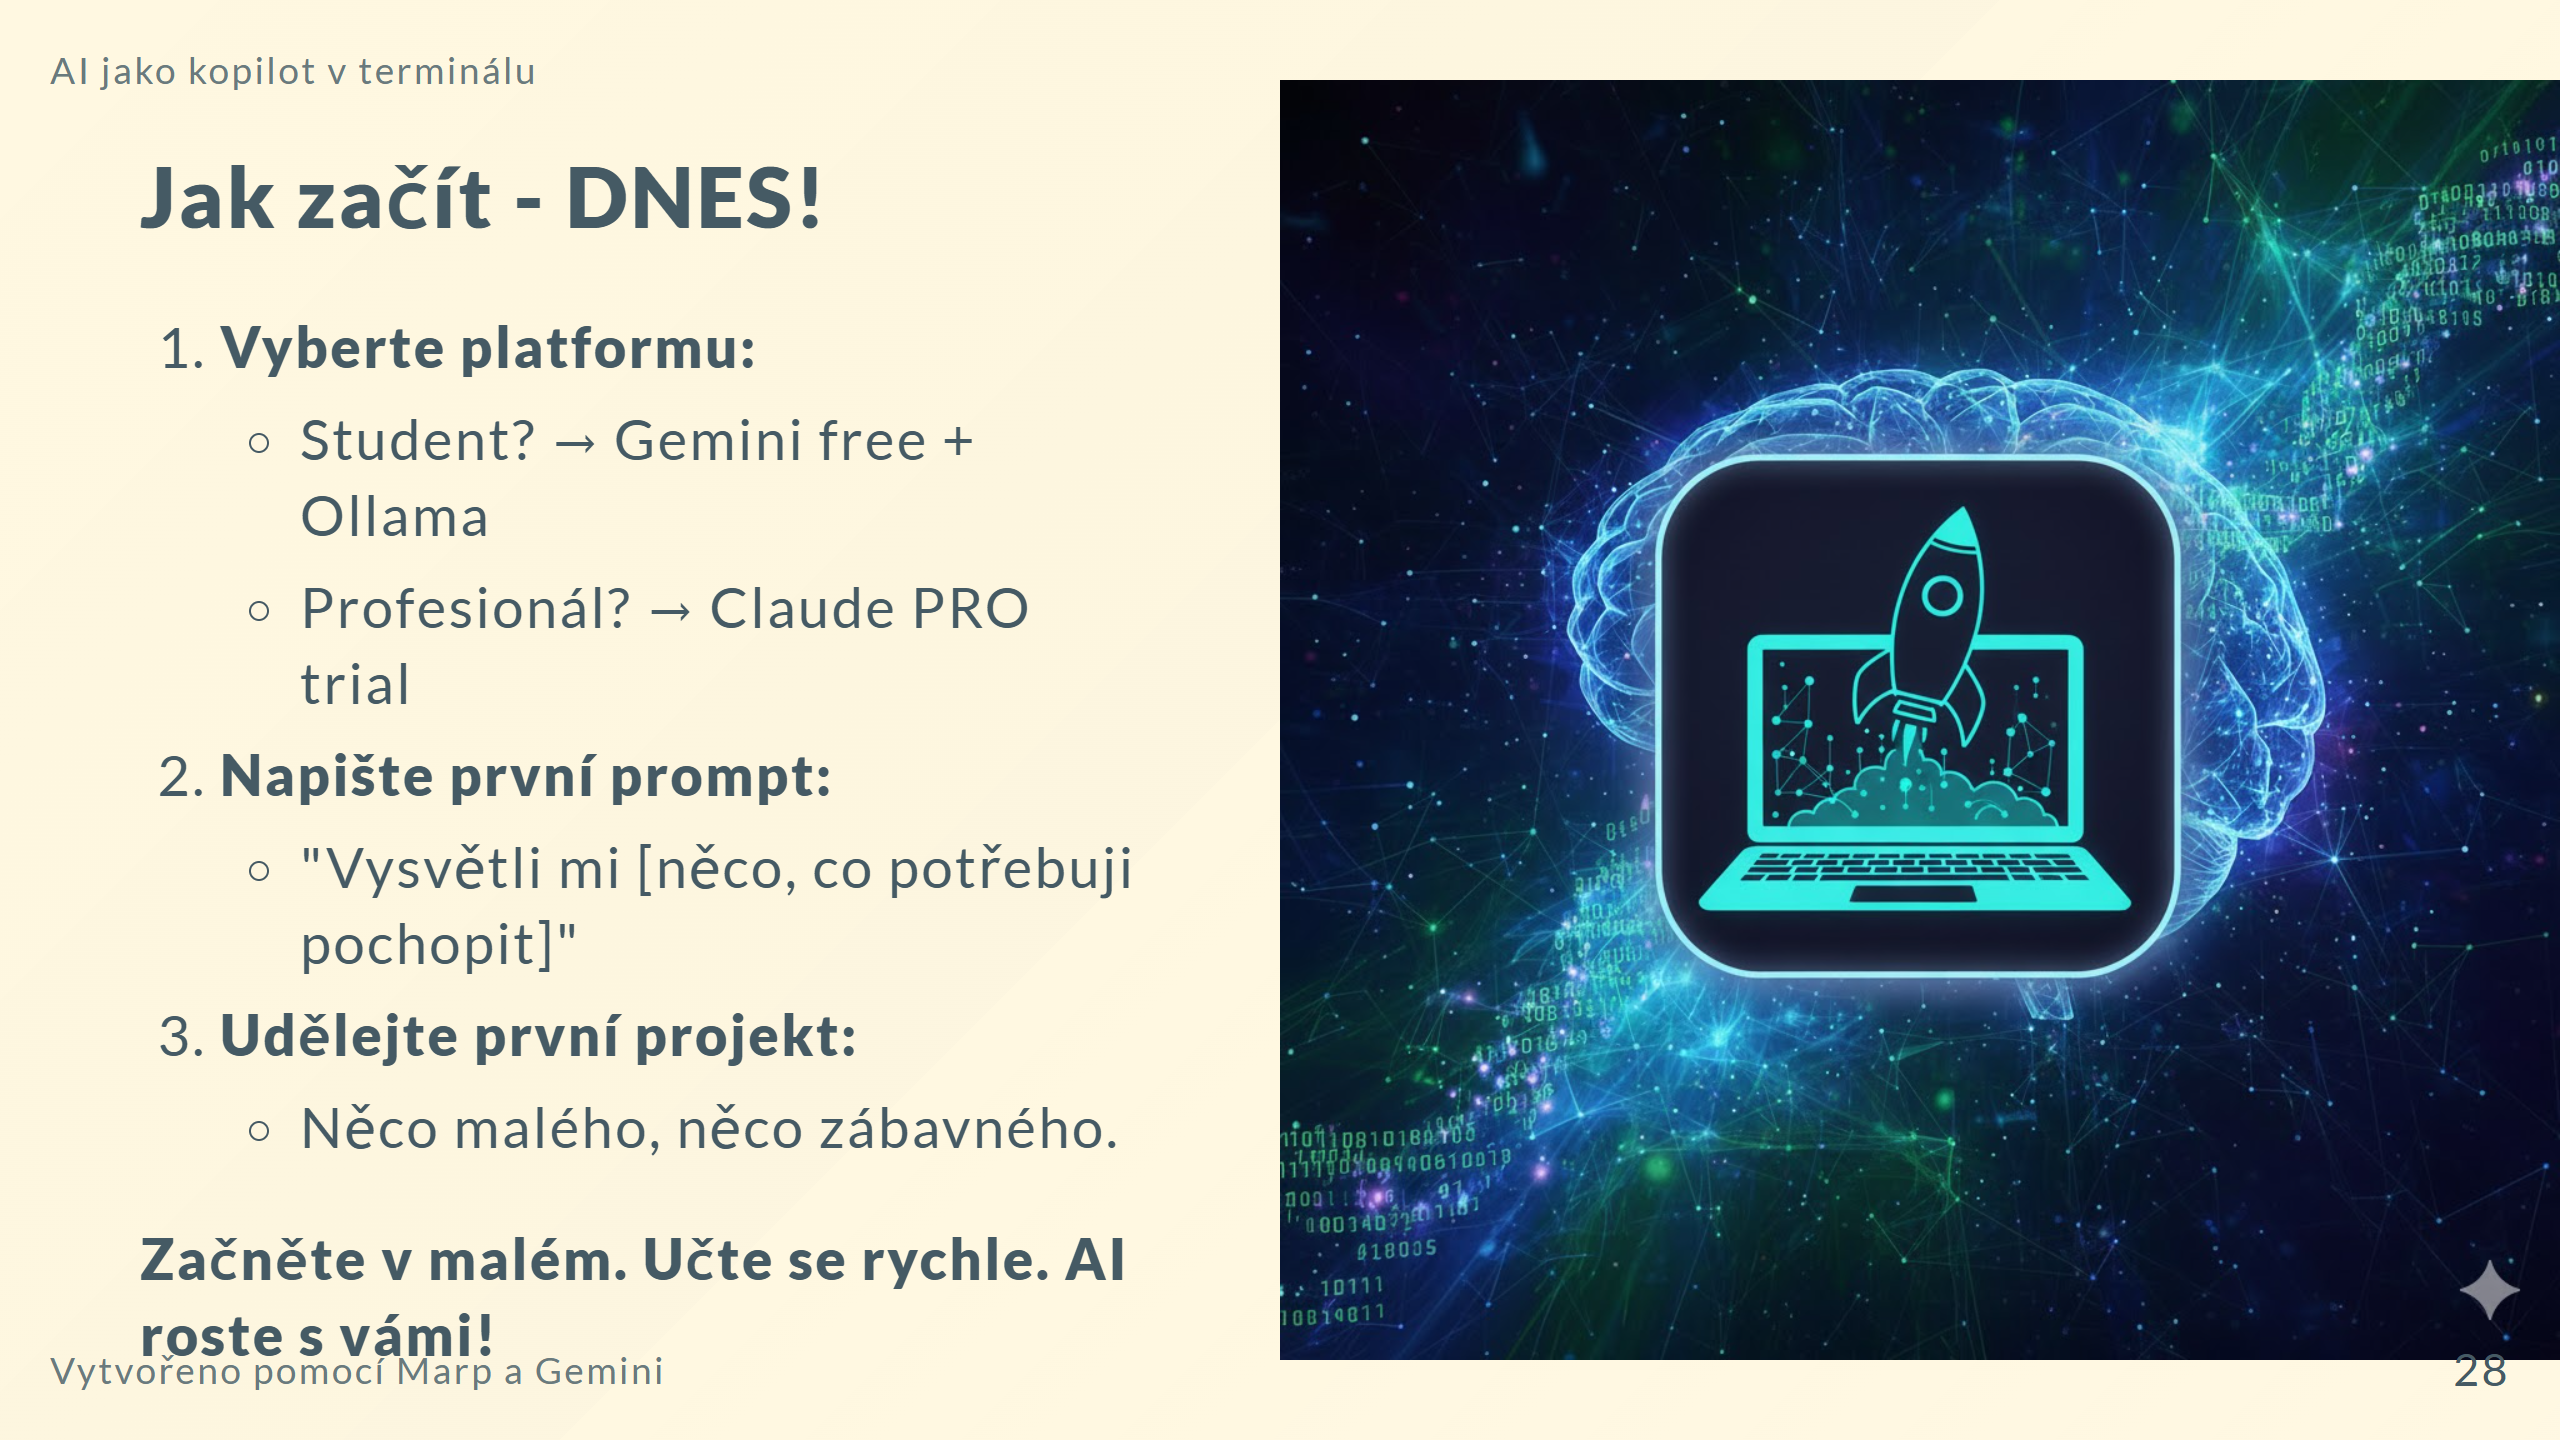 AI jako kopilot v terminálu
Jak začít - DNES!
1. Vyberte platformu:
○ Student? → Gemini free +
Ollama
○ Profesionál? → Claude PRO
trial
2. Napište první prompt:
○ "Vysvětli mi [něco, co potřebuji
pochopit]"
3. Udělejte první projekt:
○ Něco malého, něco zábavného.
Začněte v malém. Učte se rychle. AI
roste s vámi!
Vytvořeno pomocí Marp a Gemini
28